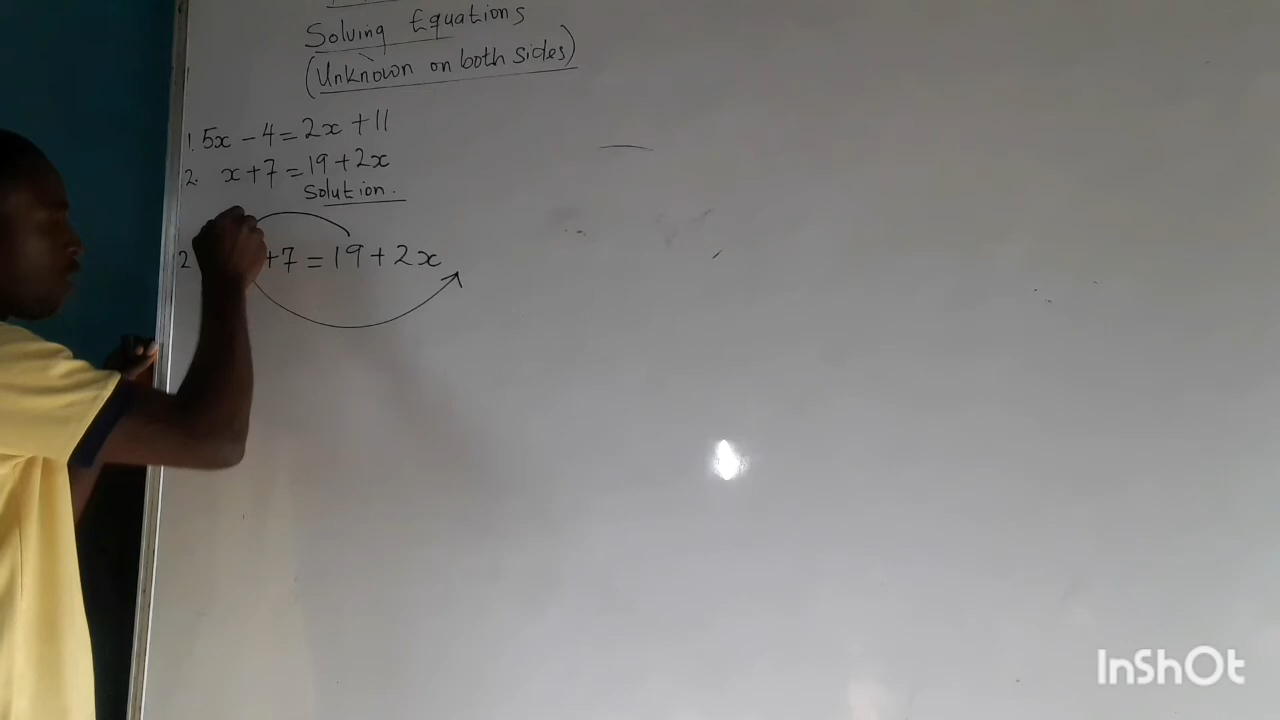 Solving Equations
(Unknown on both sides)
1. 5x - 4 = 2x + 11
2. x + 7 = 19 + 2x
Solution.
2 +7 = 19 + 2x
InShOt